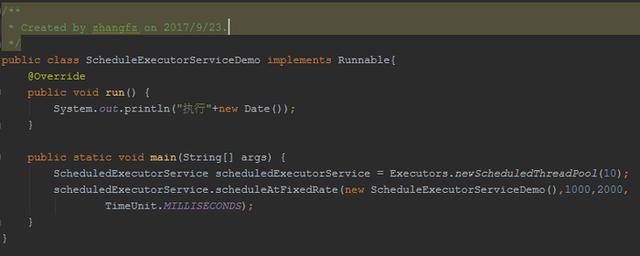 /**
 * Created by zhangfz on 2017/9/23.
 */
public class ScheduleExecutorServiceDemo implements Runnable{
    @Override
    public void run() {
        System.out.println("执行"+new Date());
    }

    public static void main(String[] args) {
        ScheduledExecutorService scheduledExecutorService = Executors.newScheduledThreadPool(10);
        scheduledExecutorService.scheduleAtFixedRate(new ScheduleExecutorServiceDemo(),1000,2000,
                TimeUnit.MILLISECONDS);
    }
}